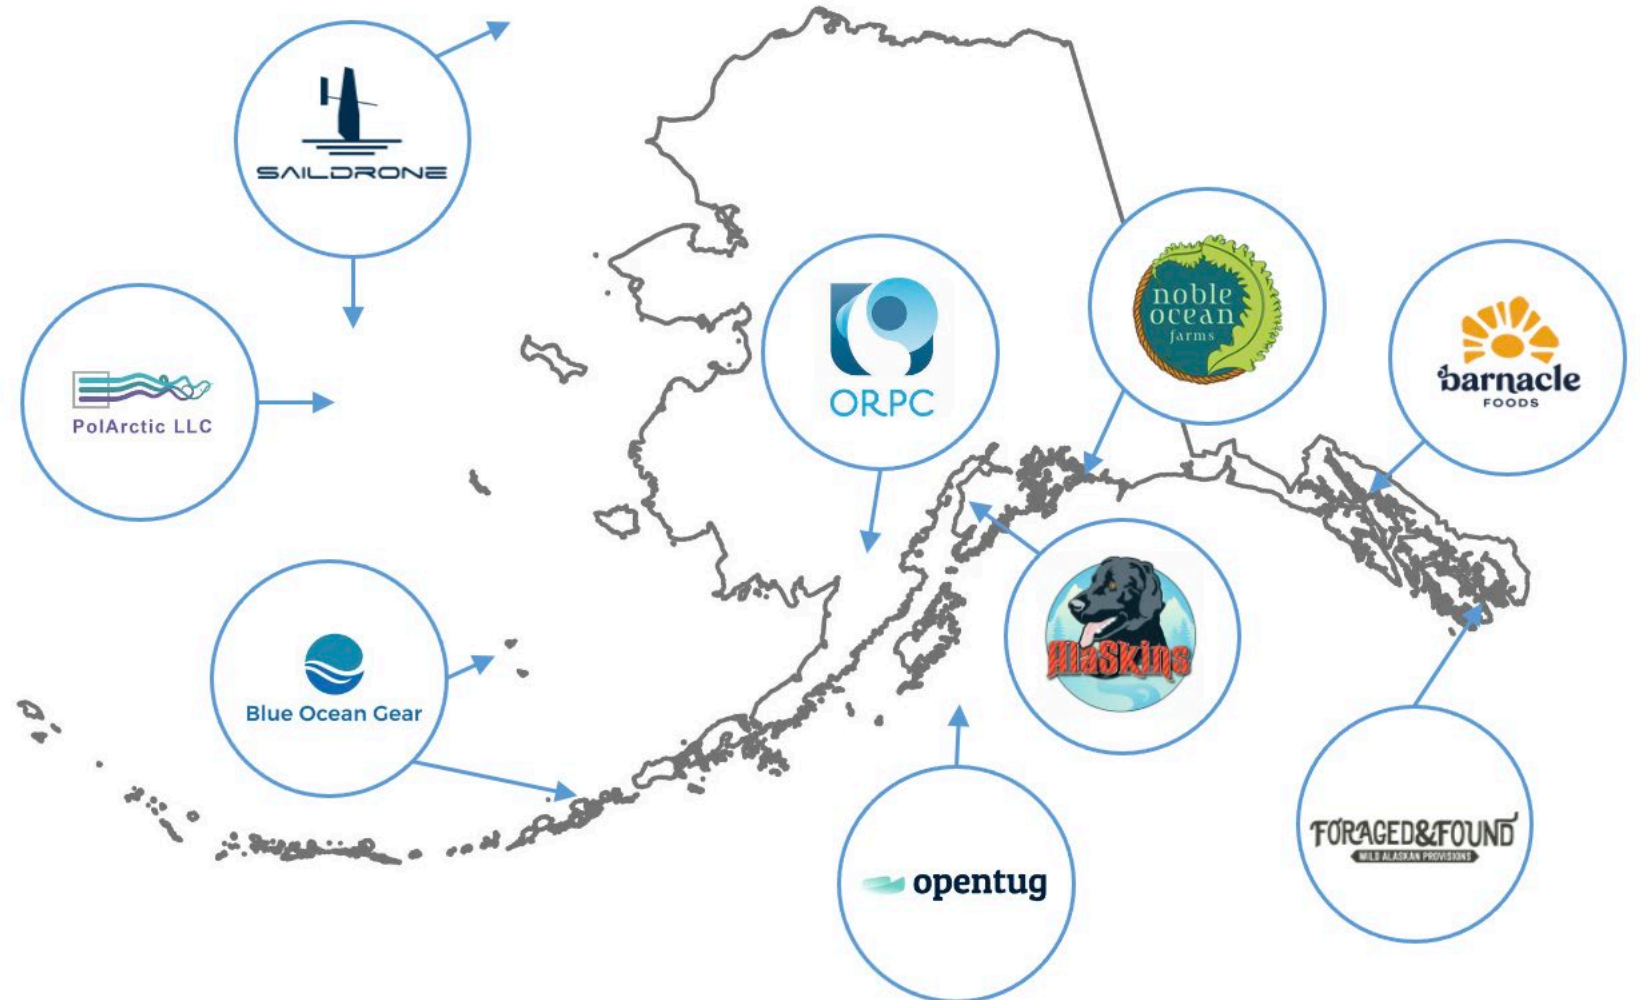 SAILDRONE
PolArctic LLC
ORPC
noble
ocean
farms
barnacle
FOODS
Blue Ocean Gear
AlaSkins
opentug
FORAGED&FOUND
WILD ALASKAN PROVISIONS